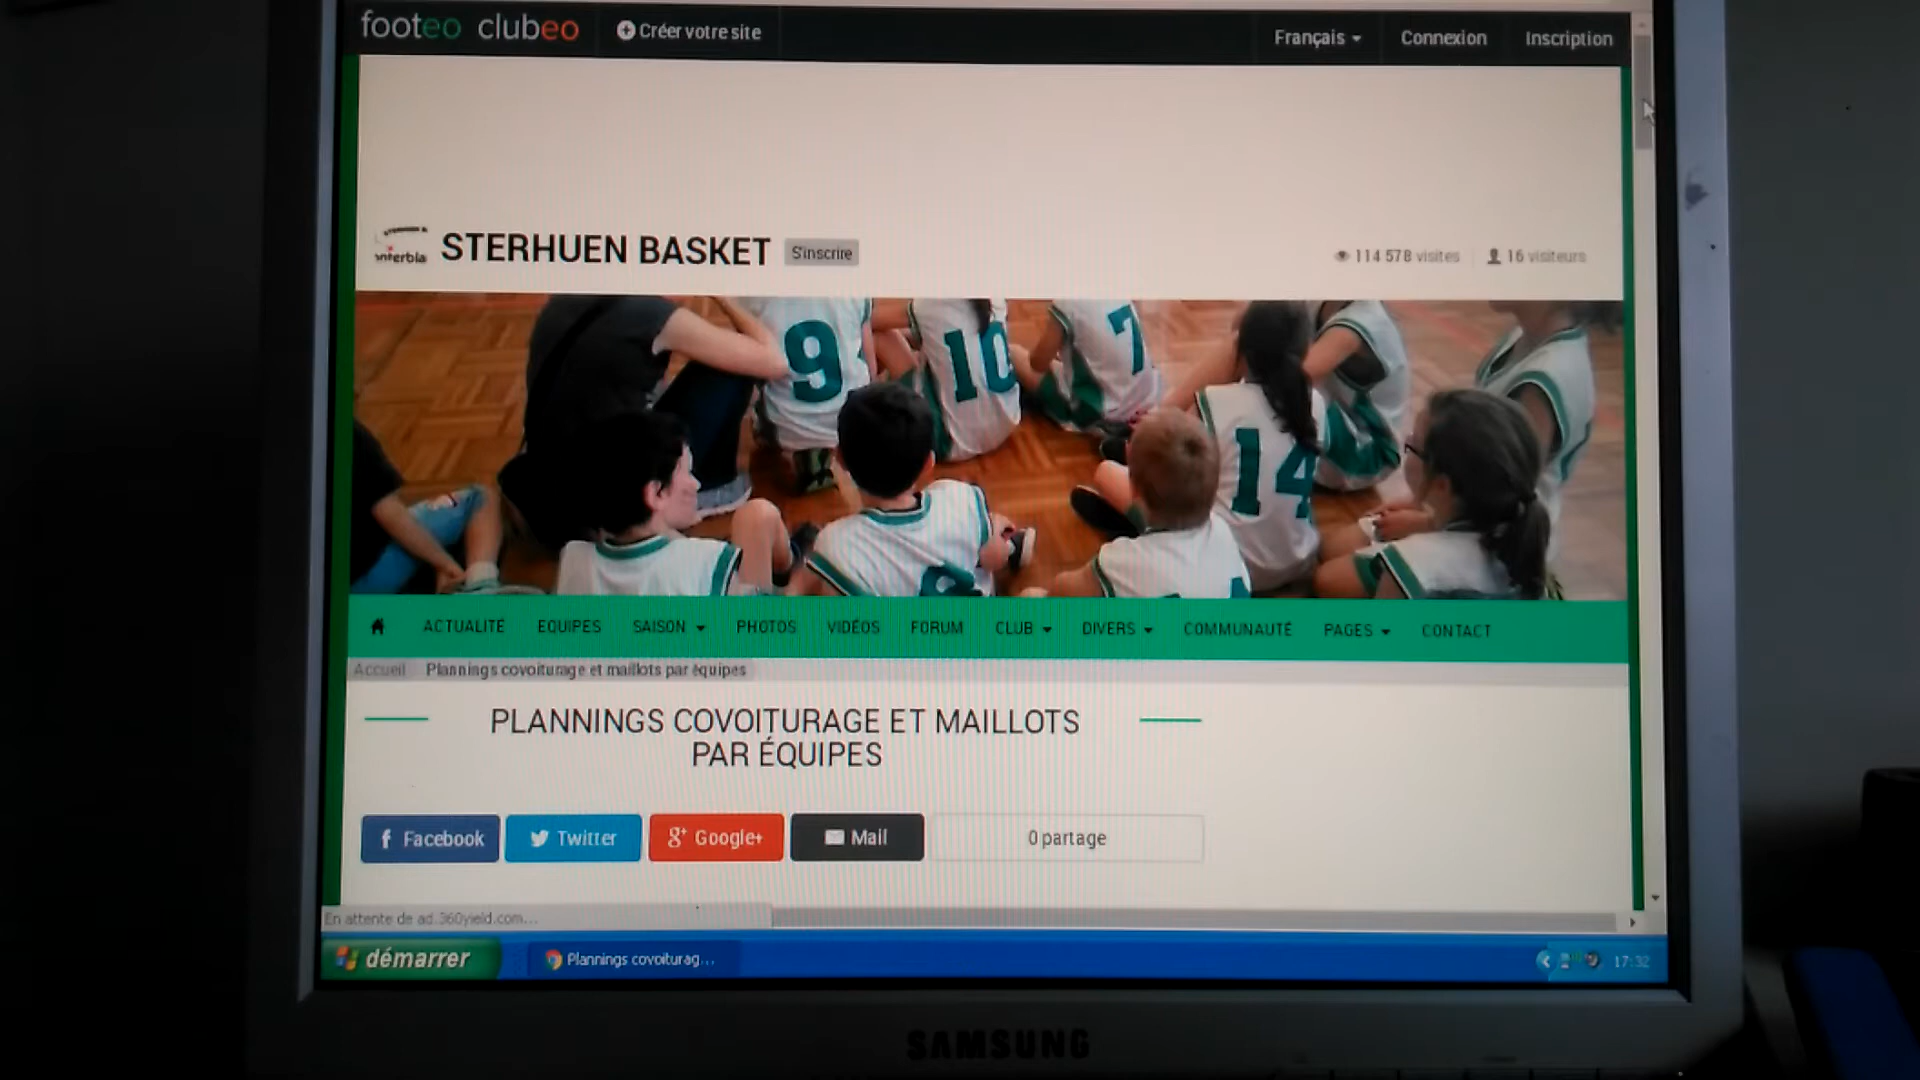 footeo clubeo Créer votre site Français Connexion Inscription
STERHUEN BASKET S'inscrire 114 578 visites 16 visiteurs
9 10 7
14
ACTUALITÉ EQUIPES SAISON PHOTOS VIDÉOS FORUM CLUB DIVERS COMMUNAUTÉ PAGES CONTACT
Accueil Plannings covoiturage et maillots par équipes
PLANNINGS COVOITURAGE ET MAILLOTS
PAR ÉQUIPES
Facebook Twitter Google+ Mail 0 partage
En attente de ad.360yield.com...
démarrer Plannings covoiturag... 17:32
SAMSUNG